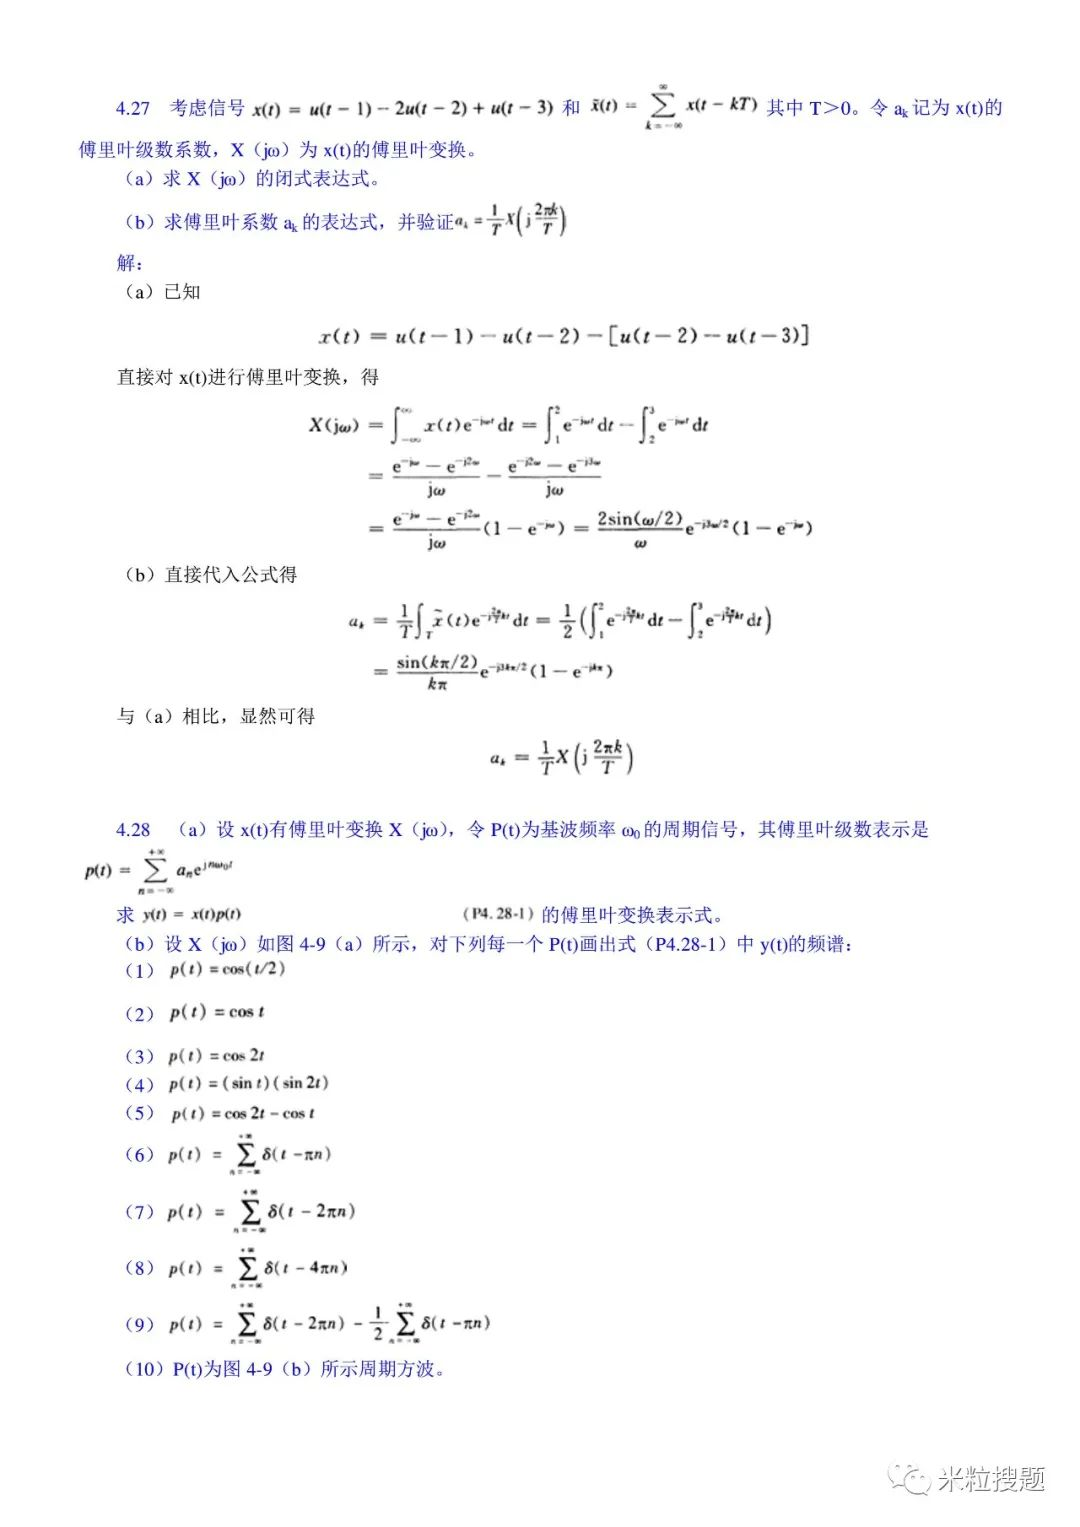 4.27 考虑信号 x(t) = u(t − 1) − 2u(t − 2) + u(t − 3) 和 x̃(t) = ∑_{k=−∞}^{∞} x(t − kT) 其中 T＞0。令 aₖ 记为 x(t)的
傅里叶级数系数，X（jω）为 x(t)的傅里叶变换。
（a）求 X（jω）的闭式表达式。
（b）求傅里叶系数 aₖ 的表达式，并验证 aₖ = 1/T X(j 2πk/T)
解：
（a）已知
x(t) = u(t−1) − u(t−2) − [u(t−2) − u(t−3)]
直接对 x(t)进行傅里叶变换，得
X(jω) = ∫_{−∞}^{∞} x(t)e^{−jωt}dt = ∫_1^2 e^{−jωt}dt − ∫_2^3 e^{−jωt}dt
= (e^{−jω} − e^{−j2ω})/jω − (e^{−j2ω} − e^{−j3ω})/jω
= (e^{−jω} − e^{−j2ω})/jω (1 − e^{−jω}) = 2sin(ω/2)/ω e^{−j3ω/2}(1 − e^{−jω})
（b）直接代入公式得
aₖ = 1/T ∫_T x̃(t)e^{−j(2π/T)kt}dt = 1/2 (∫_1^2 e^{−j(2π/T)kt}dt − ∫_2^3 e^{−j(2π/T)kt}dt)
= sin(kπ/2)/kπ e^{−j3kπ/2}(1 − e^{−jkπ})
与（a）相比，显然可得
aₖ = 1/T X(j 2πk/T)
4.28 （a）设 x(t)有傅里叶变换 X（jω），令 P(t)为基波频率 ω₀ 的周期信号，其傅里叶级数表示是
p(t) = ∑_{n=−∞}^{+∞} aₙe^{jnω₀t}
求 y(t) = x(t)p(t) （P4.28-1）的傅里叶变换表示式。
（b）设 X（jω）如图 4-9（a）所示，对下列每一个 P(t)画出式（P4.28-1）中 y(t)的频谱：
（1） p(t) = cos(t/2)
（2） p(t) = cos t
（3） p(t) = cos 2t
（4） p(t) = (sin t)(sin 2t)
（5） p(t) = cos 2t − cos t
（6） p(t) = ∑_{n=−∞}^{+∞} δ(t − πn)
（7） p(t) = ∑_{n=−∞}^{+∞} δ(t − 2πn)
（8） p(t) = ∑_{n=−∞}^{+∞} δ(t − 4πn)
（9） p(t) = ∑_{n=−∞}^{+∞} δ(t − 2πn) − 1/2 ∑_{n=−∞}^{+∞} δ(t − πn)
（10）P(t)为图 4-9（b）所示周期方波。
米粒搜题